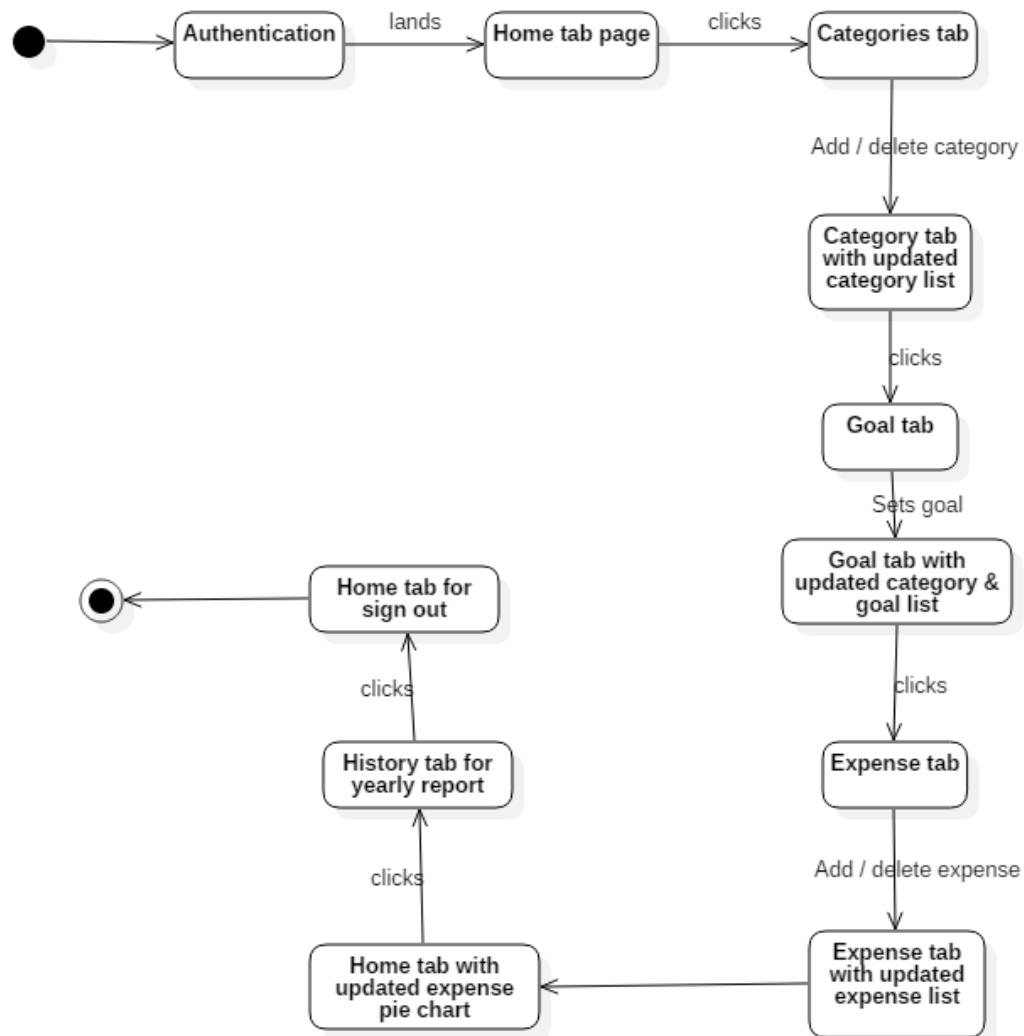 Authentication
lands
Home tab page
clicks
Categories tab
Add / delete category
Category tab
with updated
category list
clicks
Goal tab
Sets goal
Goal tab with
updated category &
goal list
clicks
Expense tab
Add / delete expense
Expense tab
with updated
expense list
Home tab with
updated expense
pie chart
clicks
History tab for
yearly report
clicks
Home tab for
sign out